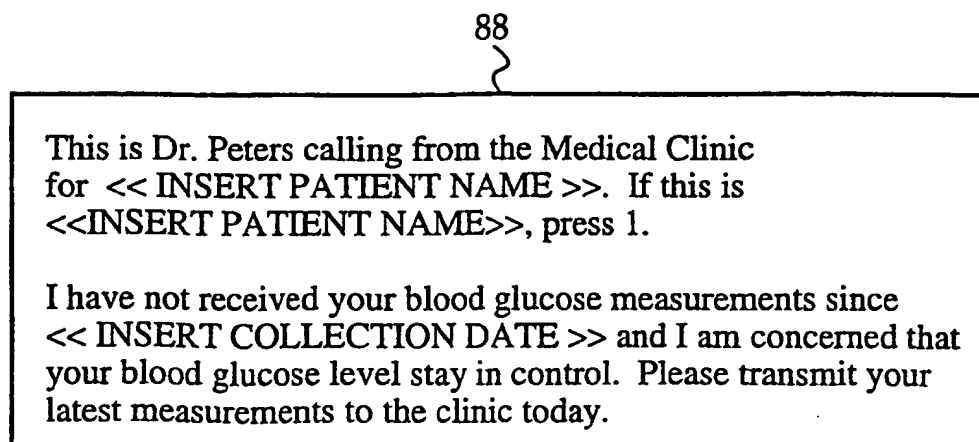 88
This is Dr. Peters calling from the Medical Clinic
for << INSERT PATIENT NAME >>. If this is
<<INSERT PATIENT NAME>>, press 1.
I have not received your blood glucose measurements since
<< INSERT COLLECTION DATE >> and I am concerned that
your blood glucose level stay in control. Please transmit your
latest measurements to the clinic today.